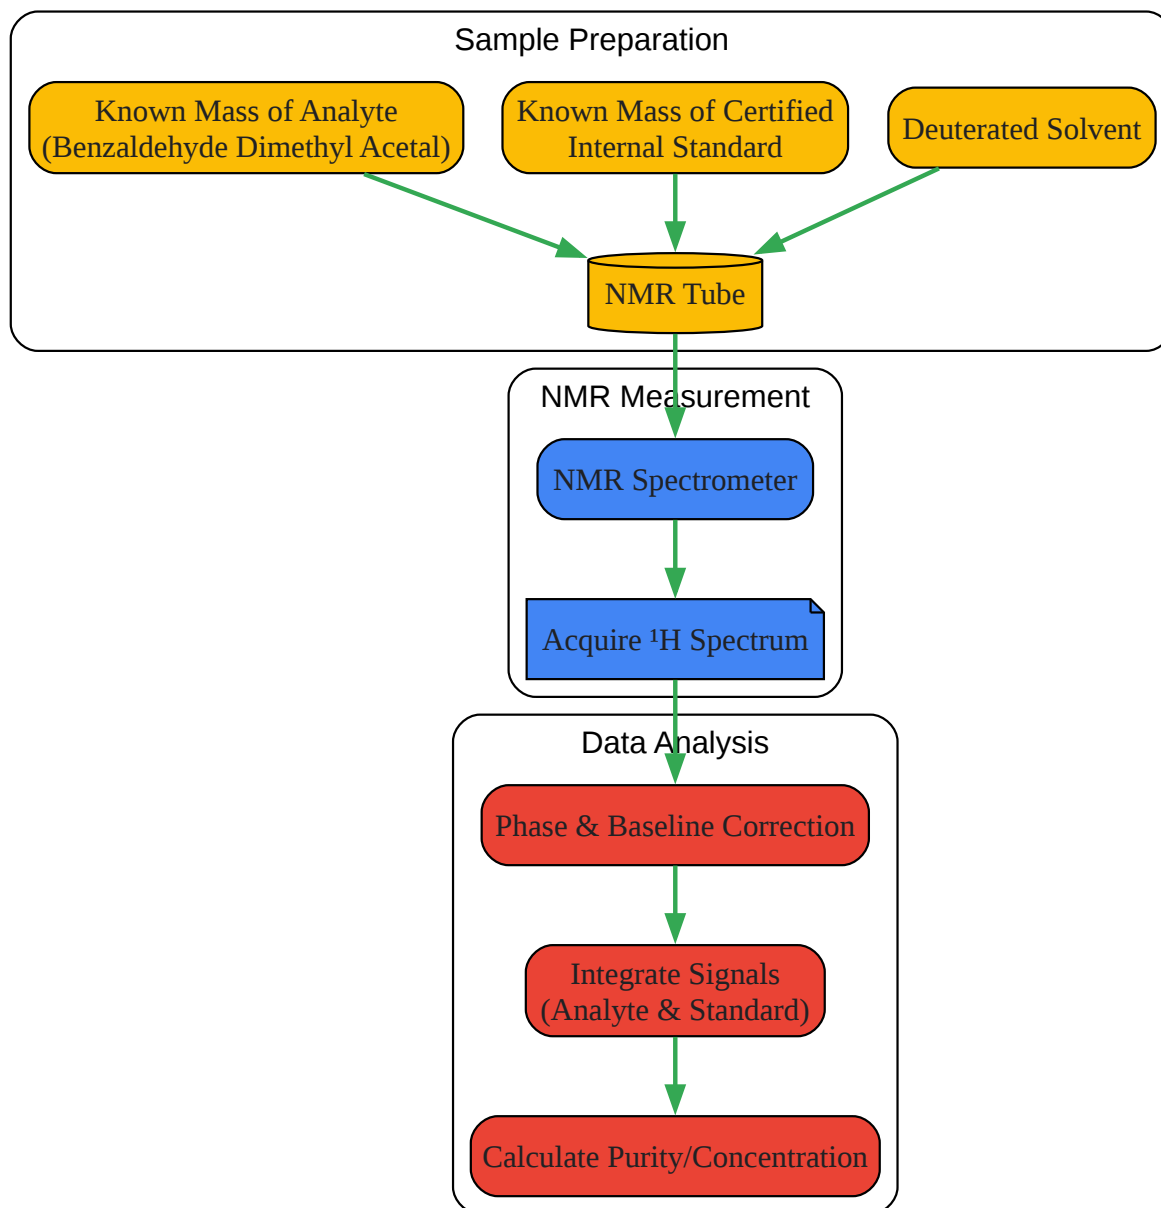 Sample Preparation
Known Mass of Analyte
(Benzaldehyde Dimethyl Acetal)
Known Mass of Certified
Internal Standard
Deuterated Solvent
NMR Tube
NMR Measurement
NMR Spectrometer
Acquire ¹H Spectrum
Data Analysis
Phase & Baseline Correction
Integrate Signals
(Analyte & Standard)
Calculate Purity/Concentration